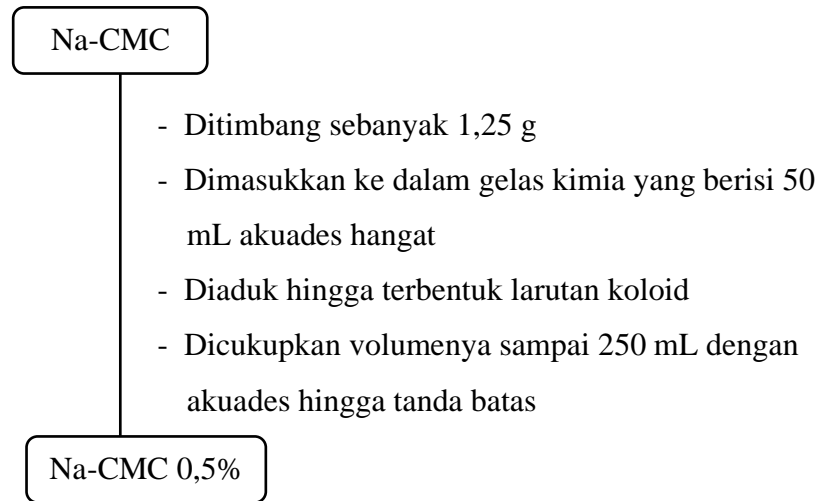 Na-CMC
- Ditimbang sebanyak 1,25 g
- Dimasukkan ke dalam gelas kimia yang berisi 50
mL akuades hangat
- Diaduk hingga terbentuk larutan koloid
- Dicukupkan volumenya sampai 250 mL dengan
akuades hingga tanda batas
Na-CMC 0,5%